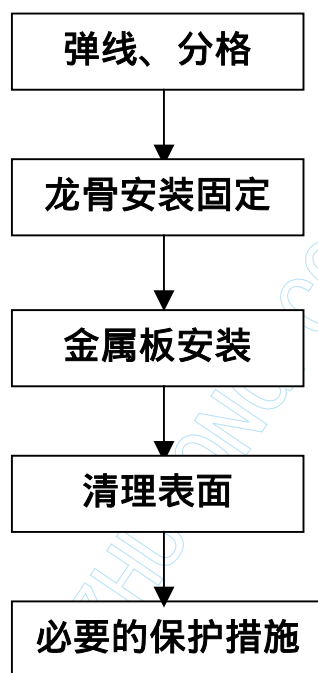 弹线、分格
龙骨安装固定
金属板安装
清理表面
必要的保护措施